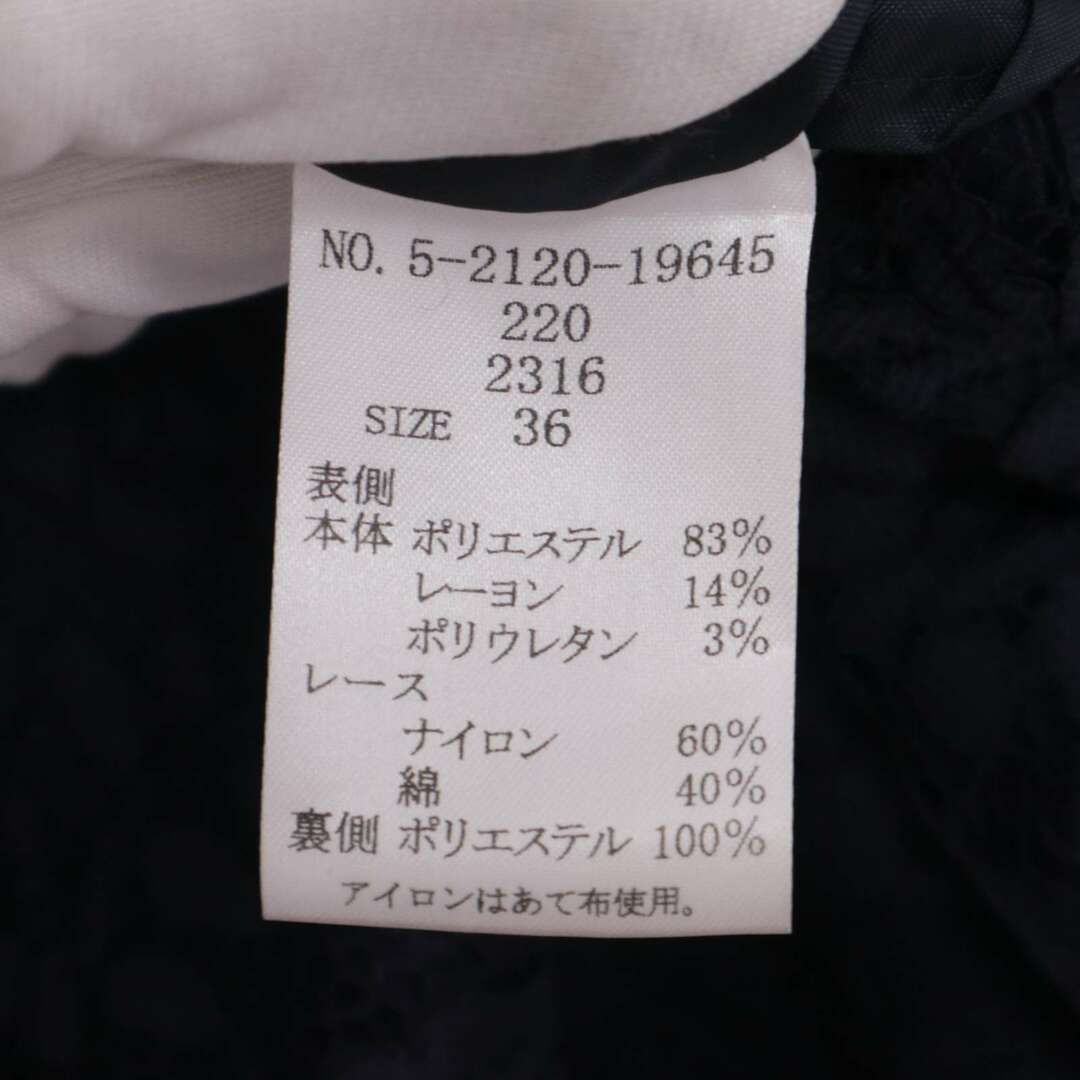 NO. 5-2120-19645
220
2316
SIZE 36
表側
本体 ポリエステル 83%
レーヨン 14%
ポリウレタン 3%
レース
ナイロン 60%
綿 40%
裏側 ポリエステル 100%
アイロンはあて布使用。